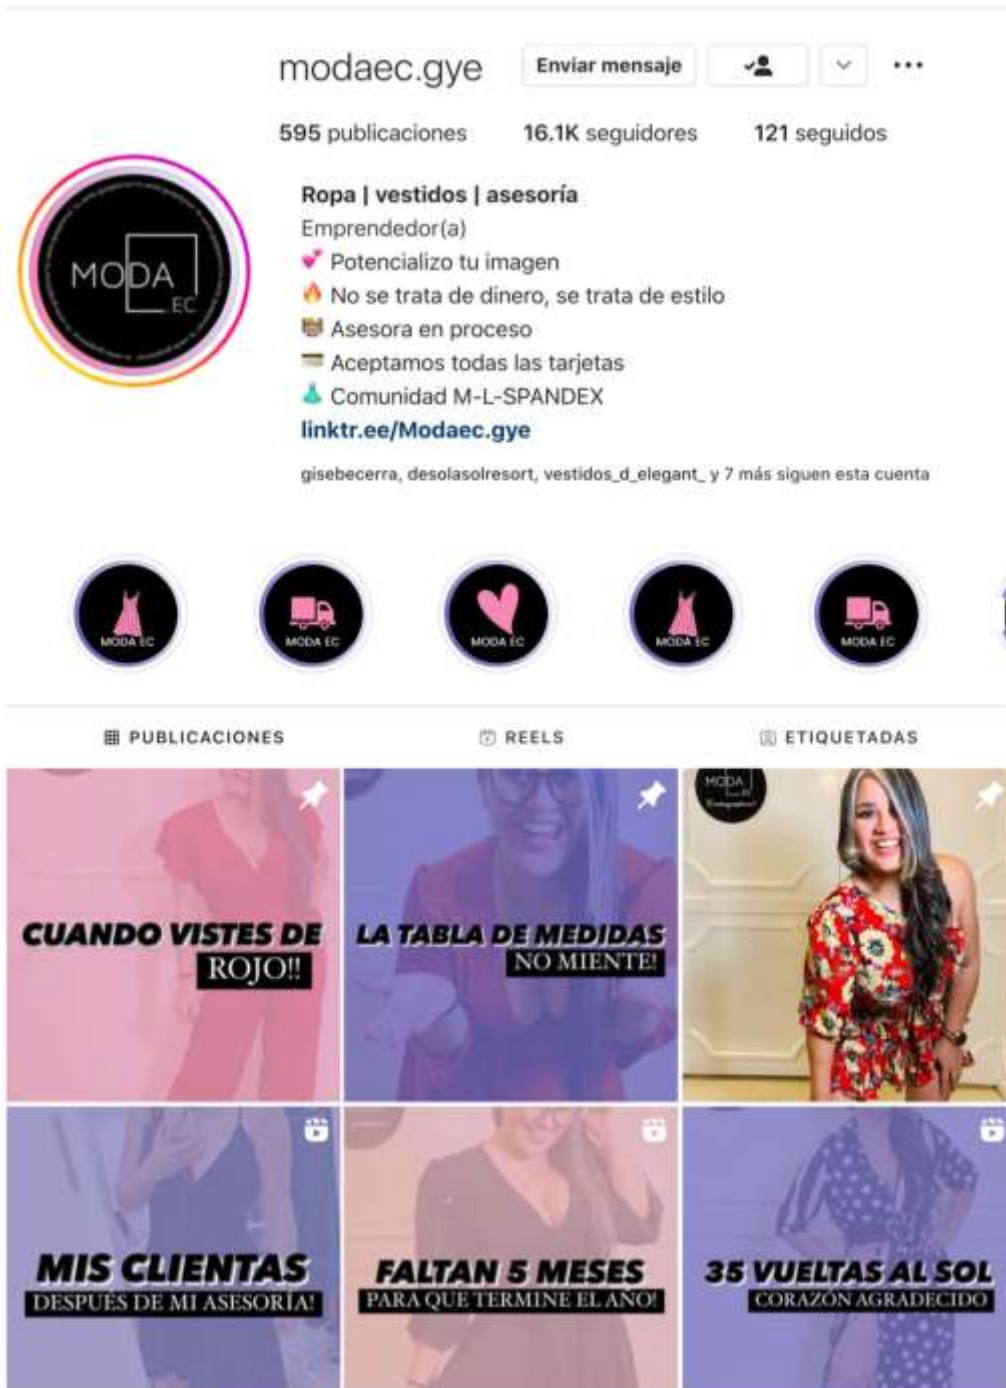 modaec.gye
Enviar mensaje
595 publicaciones 16.1K seguidores 121 seguidos
MODA
EC
Ropa | vestidos | asesoría
Emprendedor(a)
💕 Potencializo tu imagen
🔥 No se trata de dinero, se trata de estilo
Asesora en proceso
💳 Aceptamos todas las tarjetas
👗 Comunidad M-L-SPANDEX
linktr.ee/Modaec.gye
gisebecerra, desolasolresort, vestidos_d_elegant_ y 7 más siguen esta cuenta
MODA EC
MODA EC
MODA EC
MODA EC
MODA EC
PUBLICACIONES
REELS
ETIQUETADAS
CUANDO VISTES DE
ROJO!!
LA TABLA DE MEDIDAS
NO MIENTE!
MODA
EC
MIS CLIENTAS
DESPUÉS DE MI ASESORÍA!
FALTAN 5 MESES
PARA QUE TERMINE EL AÑO!
35 VUELTAS AL SOL
CORAZÓN AGRADECIDO